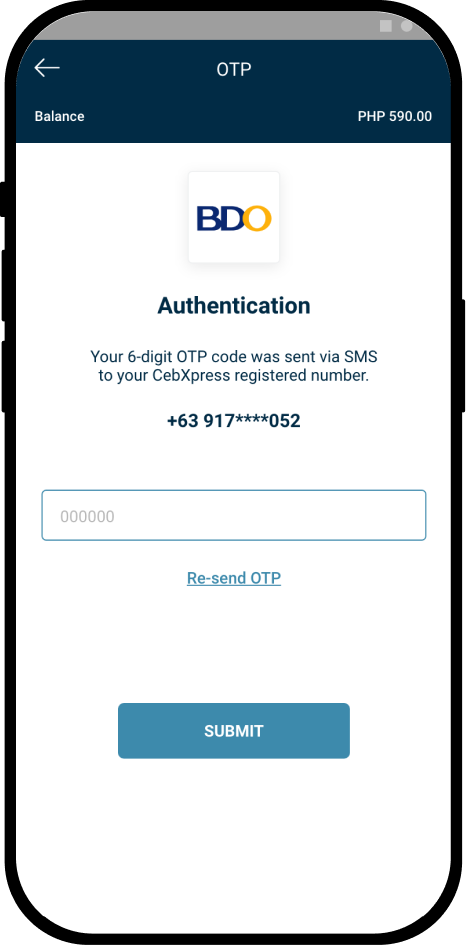 OTP
Balance PHP 590.00
BDO
Authentication
Your 6-digit OTP code was sent via SMS
to your CebXpress registered number.
+63 917****052
000000
Re-send OTP
SUBMIT